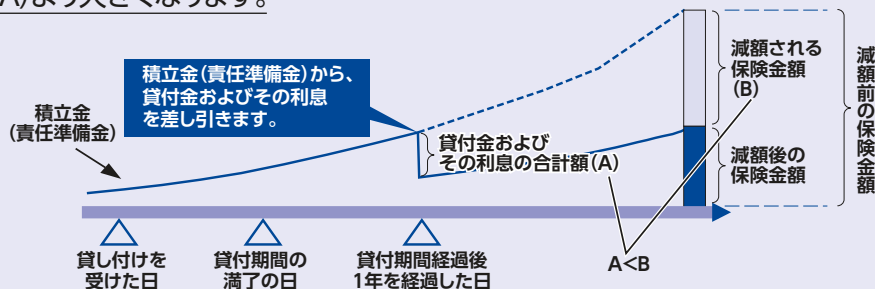 A)より大きくなります。
減額される
保険金額
(B)
減額前の保険金額
積立金(責任準備金)から、
貸付金およびその利息
を差し引きます。
積立金
(責任準備金)
貸付金および
その利息の合計額(A)
減額後の
保険金額
貸し付けを
受けた日
貸付期間の
満了の日
貸付期間経過後
1年を経過した日
A<B